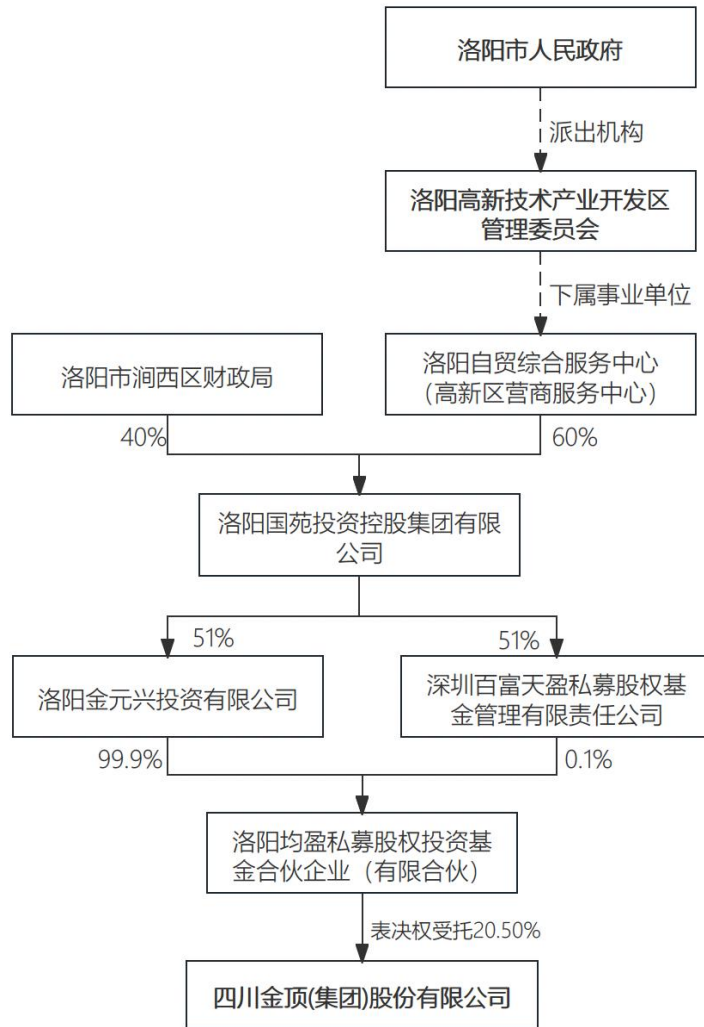 洛阳市人民政府
派出机构
洛阳高新技术产业开发区
管理委员会
下属事业单位
洛阳市涧西区财政局
洛阳自贸综合服务中心
（高新区营商服务中心）
40%
60%
洛阳国苑投资控股集团有限
公司
51%
51%
洛阳金元兴投资有限公司
深圳百富天盈私募股权基
金管理有限责任公司
99.9%
0.1%
洛阳均盈私募股权投资基
金合伙企业（有限合伙）
表决权受托20.50%
四川金顶(集团)股份有限公司